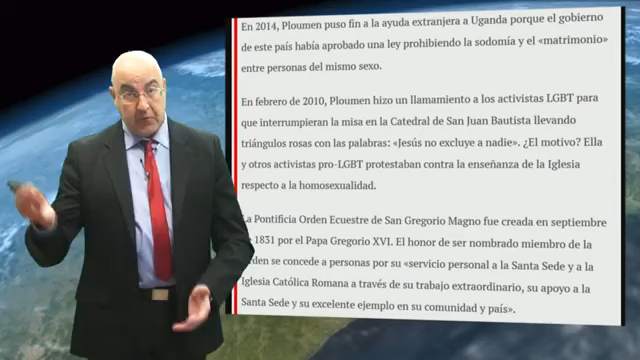 En 2014, Ploumen puso fin a la ayuda extranjera a Uganda porque el gobierno
de este país había aprobado una ley prohibiendo la sodomía y el «matrimonio»
entre personas del mismo sexo.
En febrero de 2010, Ploumen hizo un llamamiento a los activistas LGBT para
que interrumpieran la misa en la Catedral de San Juan Bautista llevando
triángulos rosas con las palabras: «Jesús no excluye a nadie». ¿El motivo? Ella
y otros activistas pro-LGBT protestaban contra la enseñanza de la Iglesia
respecto a la homosexualidad.
La Pontificia Orden Ecuestre de San Gregorio Magno fue creada en septiembre
1831 por el Papa Gregorio XVI. El honor de ser nombrado miembro de la
se concede a personas por su «servicio personal a la Santa Sede y a la
Iglesia Católica Romana a través de su trabajo extraordinario, su apoyo a la
Santa Sede y su excelente ejemplo en su comunidad y país».